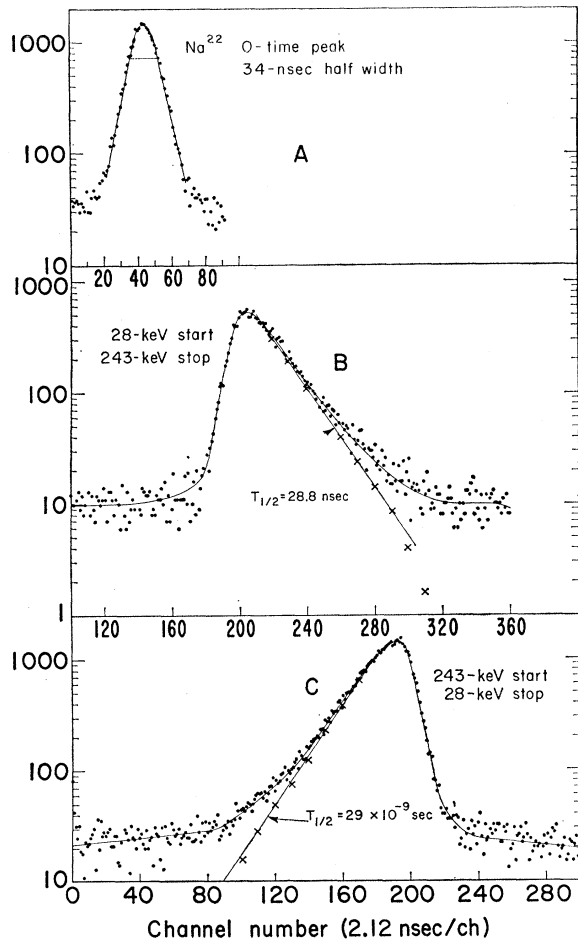 1000
Na²² 0-time peak
34-nsec half width
100
A
10
20 40 60 80
1000
28-keV start
243-keV stop
B
100
10
T1/2=28.8 nsec
1
120 160 200 240 280 320 360
1000
C
243-keV start
28-keV stop
100
T1/2=29 ×10⁻⁹ sec
10
0 40 80 120 160 200 240 280
Channel number (2.12 nsec/ch)